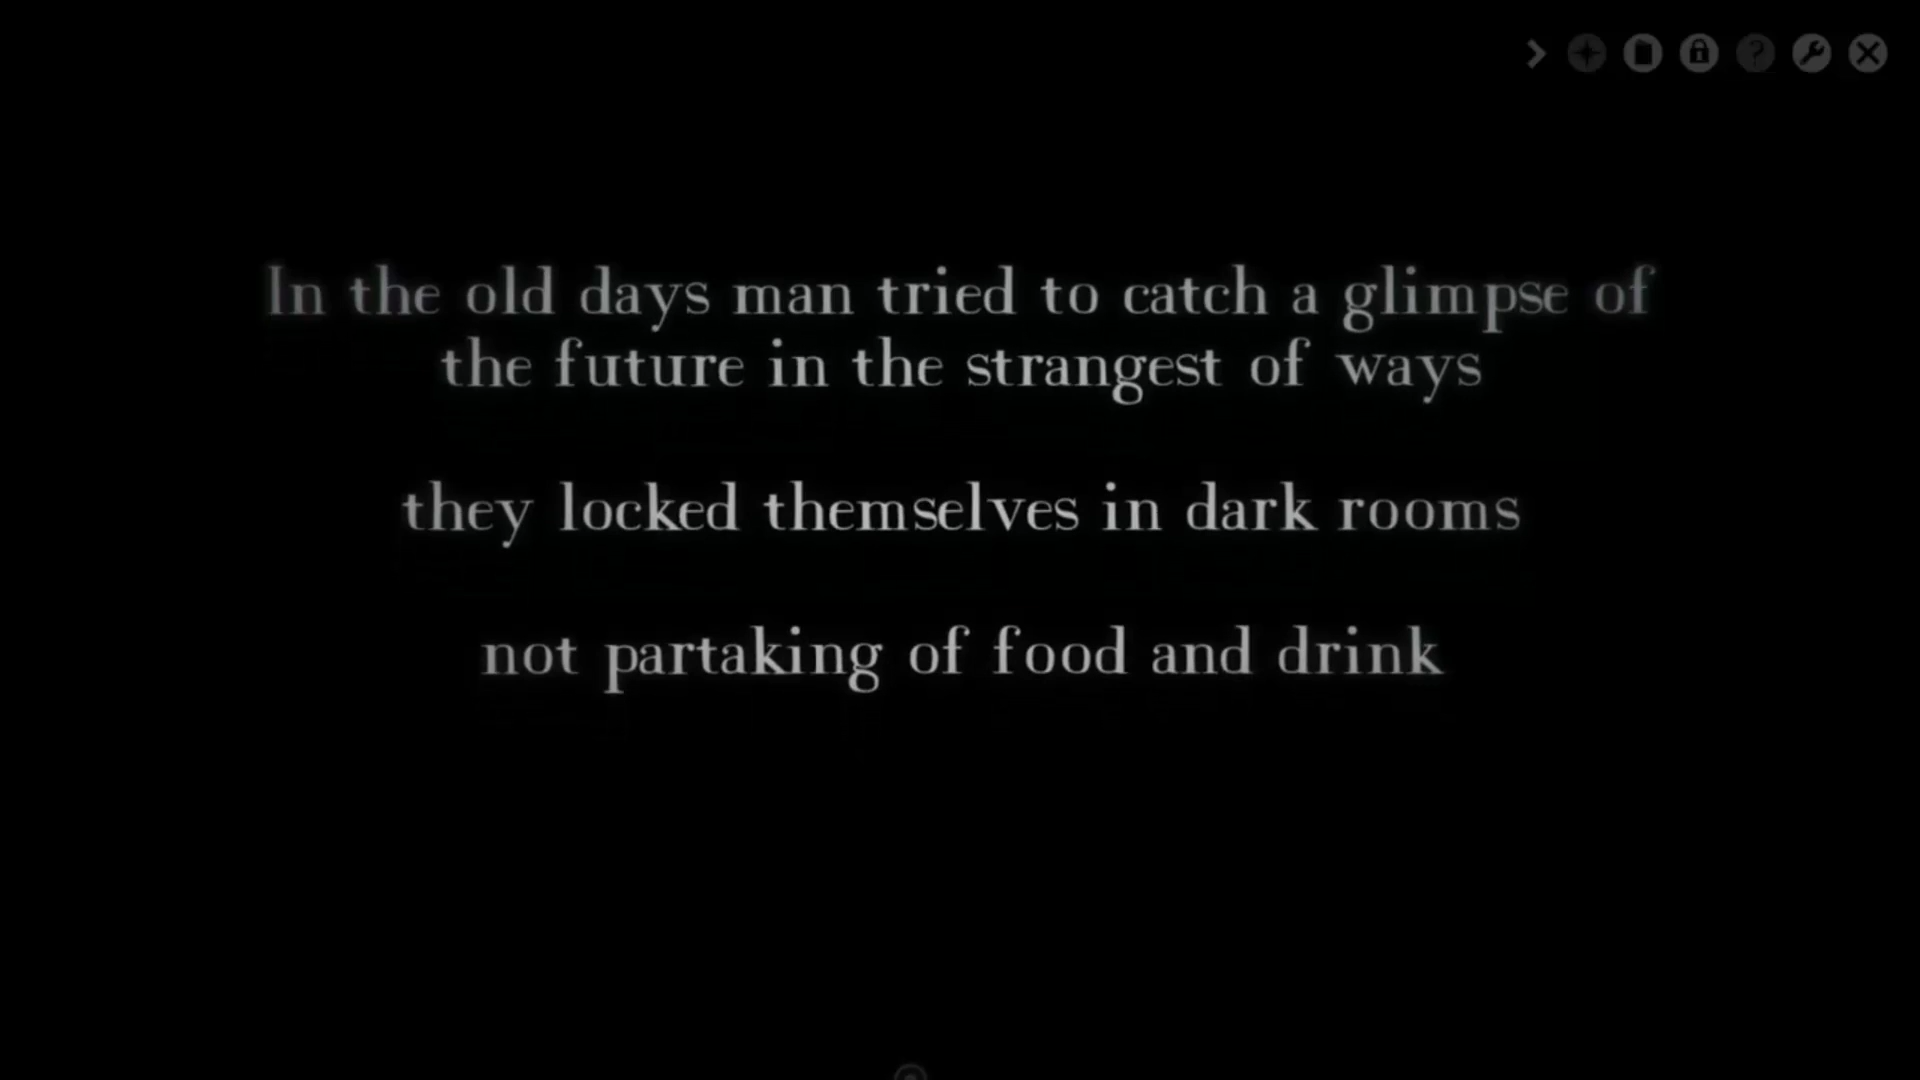 In the old days man tried to catch a glimpse of
the future in the strangest of ways
they locked themselves in dark rooms
not partaking of food and drink